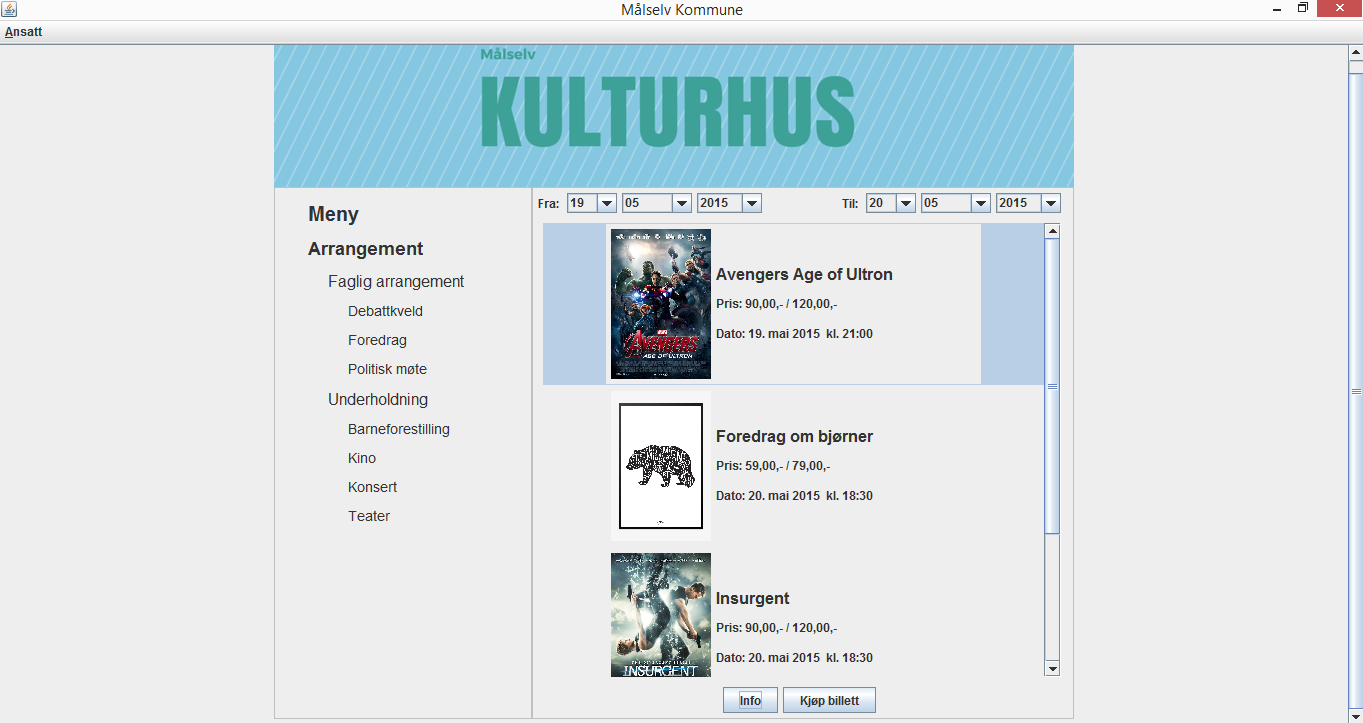 Målselv Kommune
Ansatt
Målselv
KULTURHUS
Meny
Arrangement
Faglig arrangement
Debattkveld
Foredrag
Politisk møte
Underholdning
Barneforestilling
Kino
Konsert
Teater
Fra: 19 05 2015 Til: 20 05 2015
MARVEL
AVENGERS
AGE OF ULTRON
Avengers Age of Ultron
Pris: 90,00,- / 120,00,-
Dato: 19. mai 2015 kl. 21:00
Foredrag om bjørner
Pris: 59,00,- / 79,00,-
Dato: 20. mai 2015 kl. 18:30
INSURGENT
Insurgent
Pris: 90,00,- / 120,00,-
Dato: 20. mai 2015 kl. 18:30
Info Kjøp billett